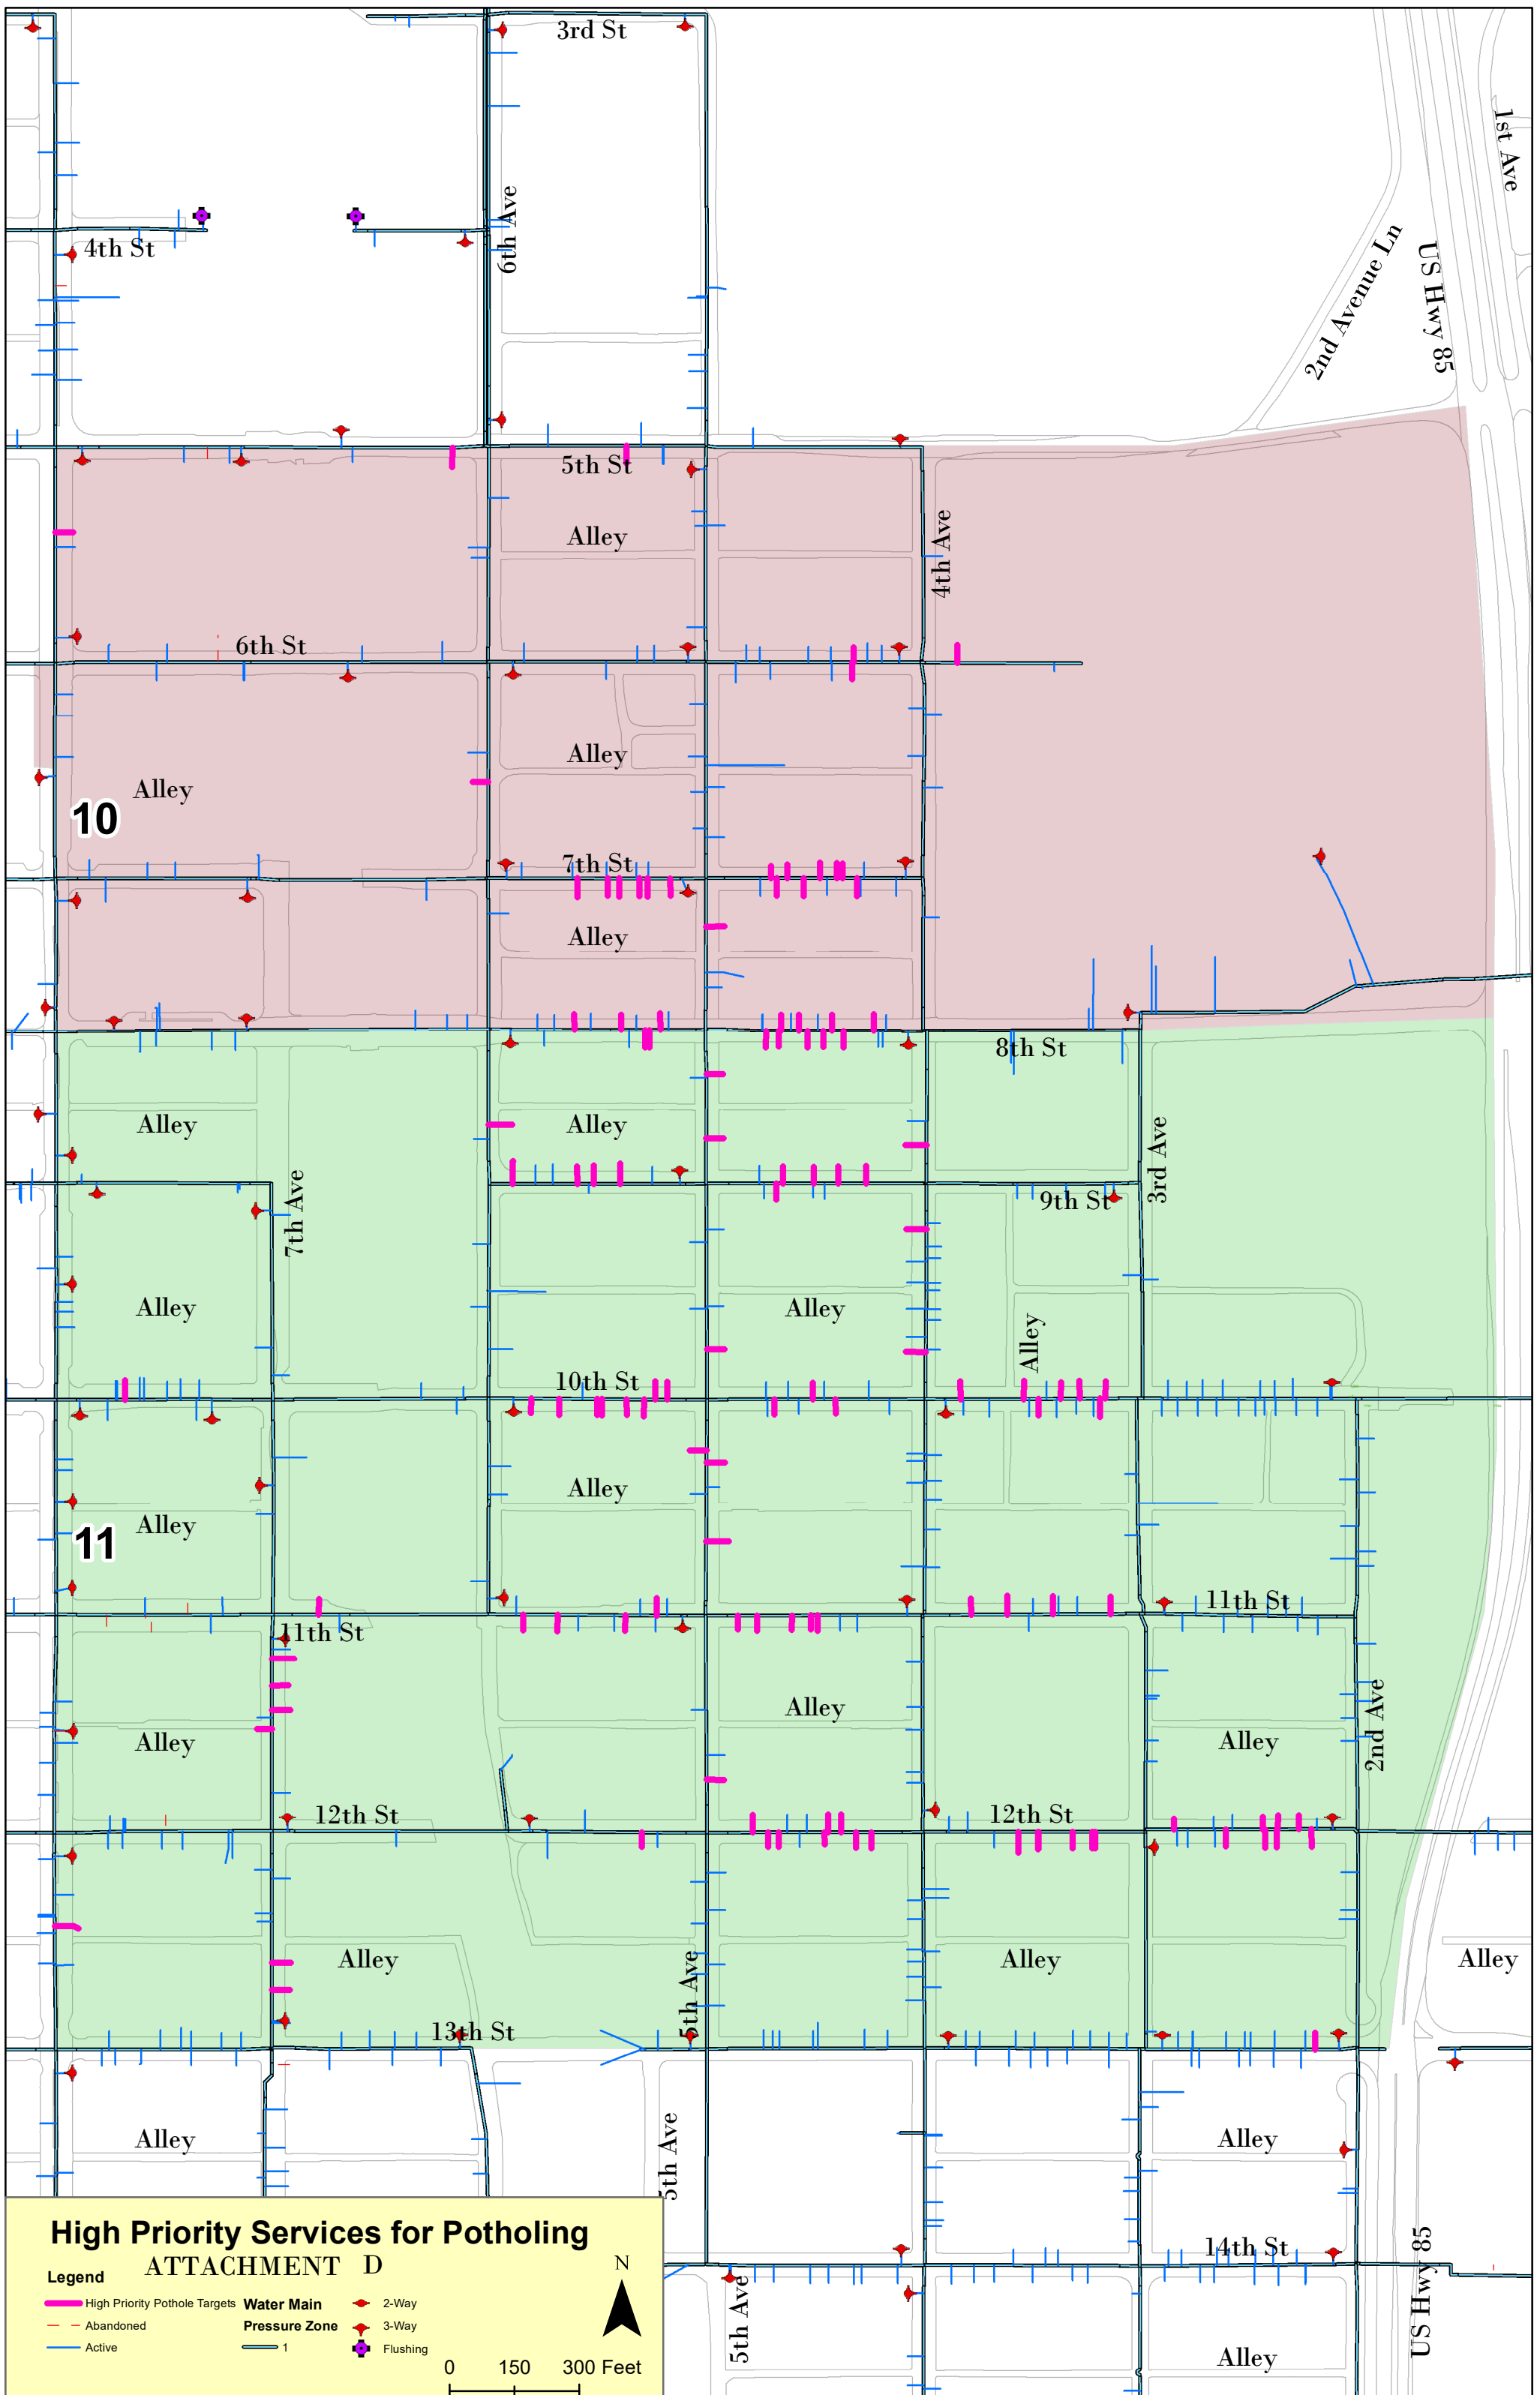 3rd St
1st Ave
6th Ave
4th St
2nd Avenue Ln
US Hwy 85
5th St
Alley
4th Ave
6th St
Alley
Alley
10
7th St
Alley
8th St
Alley
Alley
3rd Ave
7th Ave
9th St
Alley
Alley
Alley
10th St
Alley
Alley
11
11th St
11th St
Alley
Alley
Alley
2nd Ave
12th St
12th St
Alley
Alley
Alley
5th Ave
13th St
Alley
Alley
5th Ave
14th St
US Hwy 85
5th Ave
Alley
High Priority Services for Potholing
ATTACHMENT D
Legend
High Priority Pothole Targets
Abandoned
Active
Water Main
Pressure Zone
1
2-Way
3-Way
Flushing
N
0 150 300 Feet